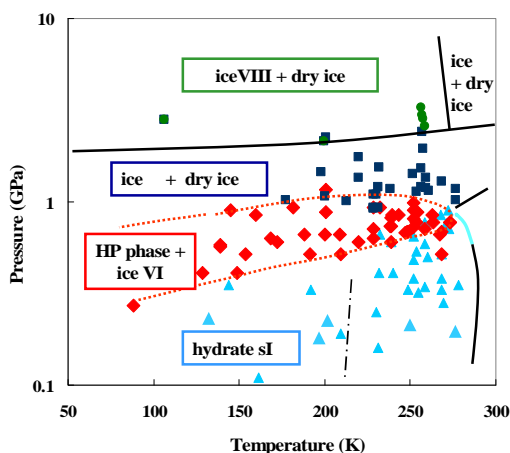 10
iceVIII + dry ice
ice
+ dry
ice
ice + dry ice
1
Pressure (GPa)
HP phase +
ice VI
hydrate sI
0.1
50 100 150 200 250 300
Temperature (K)